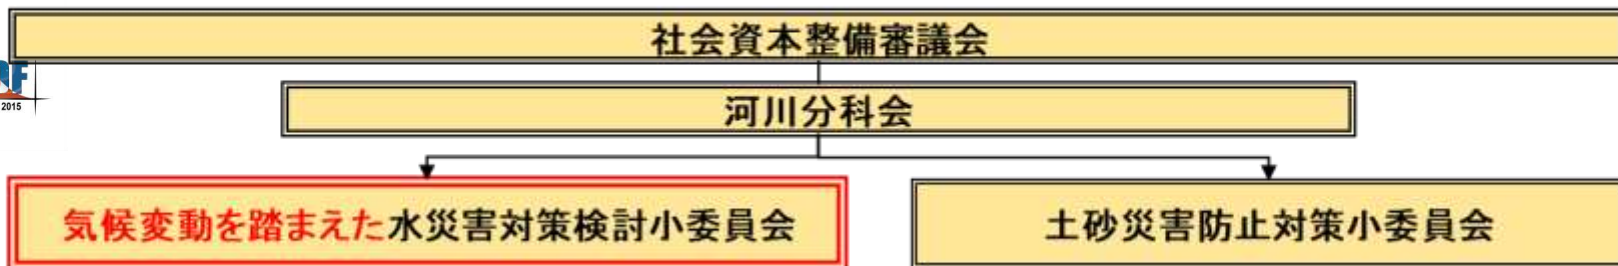 社会資本整備審議会
2015
河川分科会
気候変動を踏まえた水災害対策検討小委員会
土砂災害防止対策小委員会